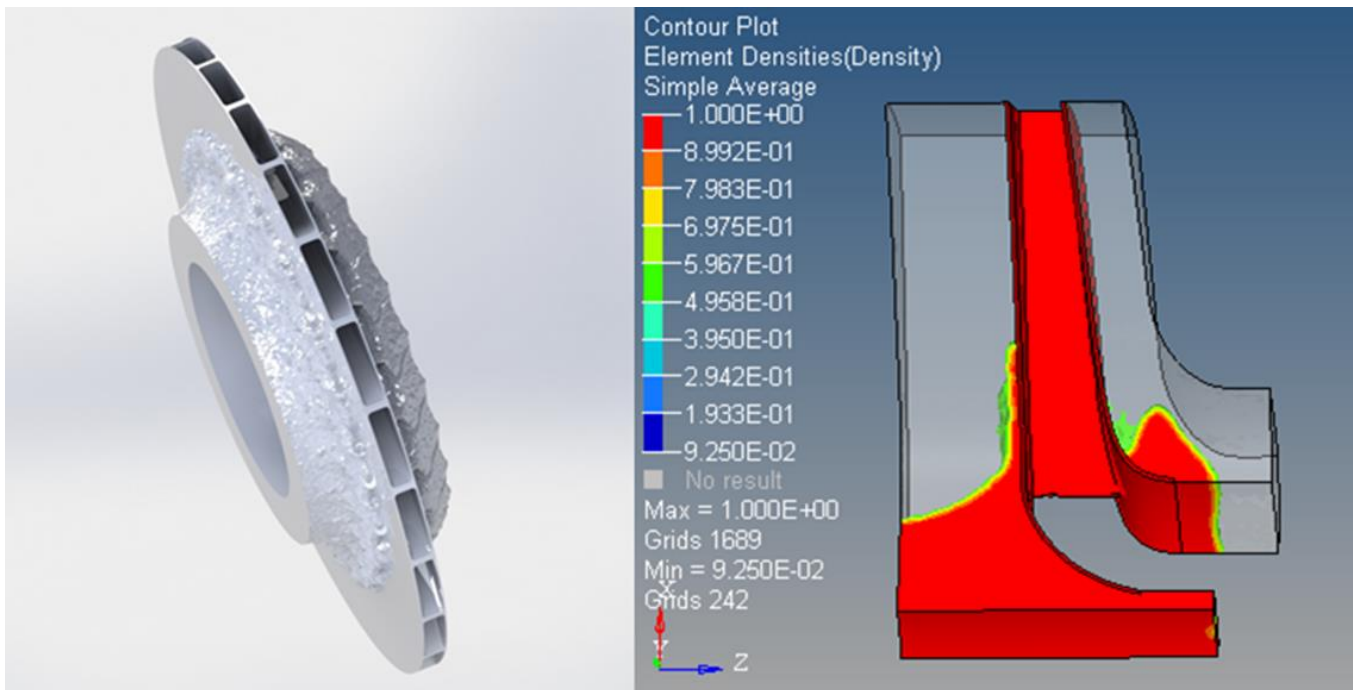 Contour Plot
Element Densities(Density)
Simple Average
1.000E+00
8.992E-01
7.983E-01
6.975E-01
5.967E-01
4.958E-01
3.950E-01
2.942E-01
1.933E-01
9.250E-02
No result
Max = 1.000E+00
Grids 1689
Min = 9.250E-02
X
Grids 242
Y
Z